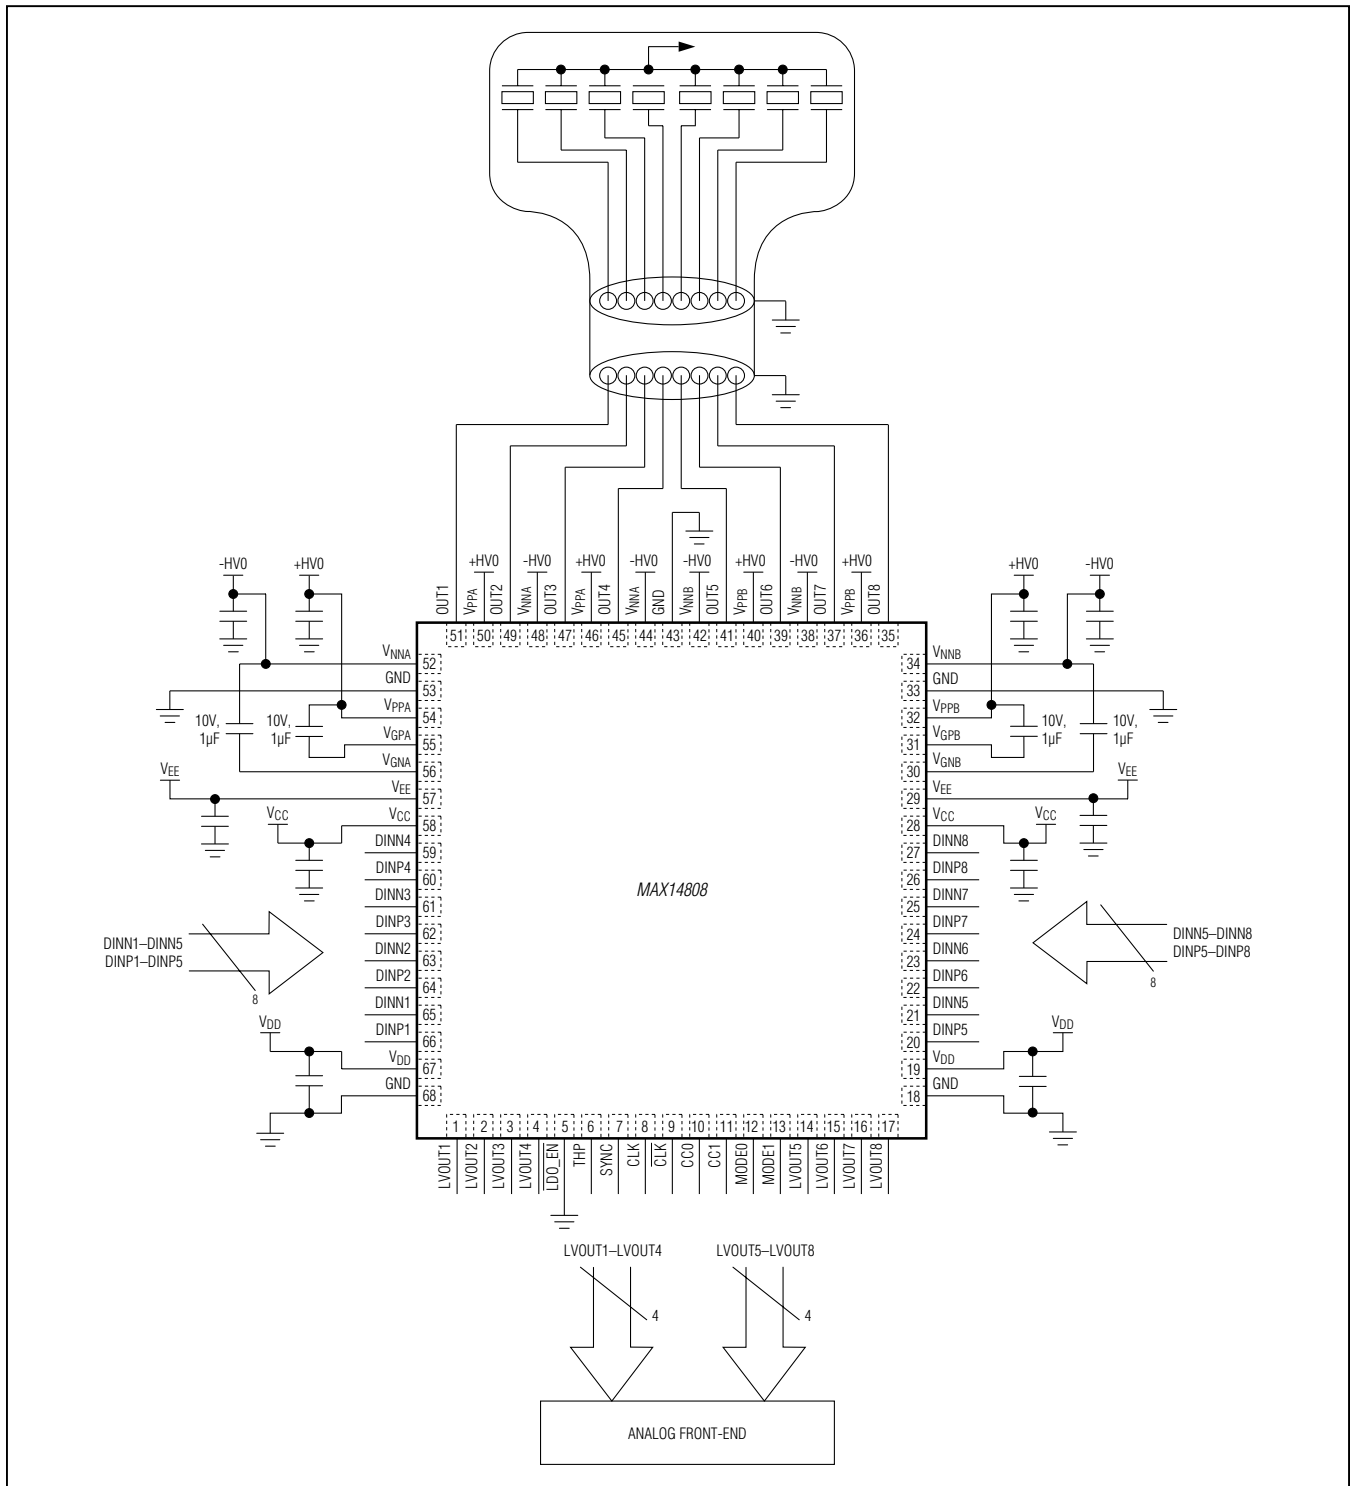 -HV0
+HV0
OUT1
VPPA
+HV0
OUT2
VNNA
-HV0
OUT3
VPPA
+HV0
OUT4
VNNA
-HV0
GND
VNNB
-HV0
OUT5
VPPB
+HV0
OUT6
VNNB
-HV0
OUT7
VPPB
+HV0
OUT8
+HV0
-HV0
51 50 49 48 47 46 45 44 43 42 41 40 39 38 37 36 35
VNNA 52
GND 53
VPPA 54
VGPA 55
VGNA 56
VEE 57
VCC 58
DINN4 59
DINP4 60
DINN3 61
DINP3 62
DINN2 63
DINP2 64
DINN1 65
DINP1 66
VDD 67
GND 68
10V,
1µF
10V,
1µF
VEE
VCC
DINN1–DINN5
DINP1–DINP5
8
VDD
MAX14808
34 VNNB
33 GND
32 VPPB
31 VGPB
30 VGNB
29 VEE
28 VCC
27 DINN8
26 DINP8
25 DINN7
24 DINP7
23 DINN6
22 DINP6
21 DINN5
20 DINP5
19 VDD
18 GND
10V,
1µF
10V,
1µF
VEE
VCC
DINN5–DINN8
DINP5–DINP8
8
VDD
1 2 3 4 5 6 7 8 9 10 11 12 13 14 15 16 17
LVOUT1
LVOUT2
LVOUT3
LVOUT4
LDO_EN
THP
SYNC
CLK
CLK
CC0
CC1
MODE0
MODE1
LVOUT5
LVOUT6
LVOUT7
LVOUT8
LVOUT1–LVOUT4
LVOUT5–LVOUT8
4
4
ANALOG FRONT-END